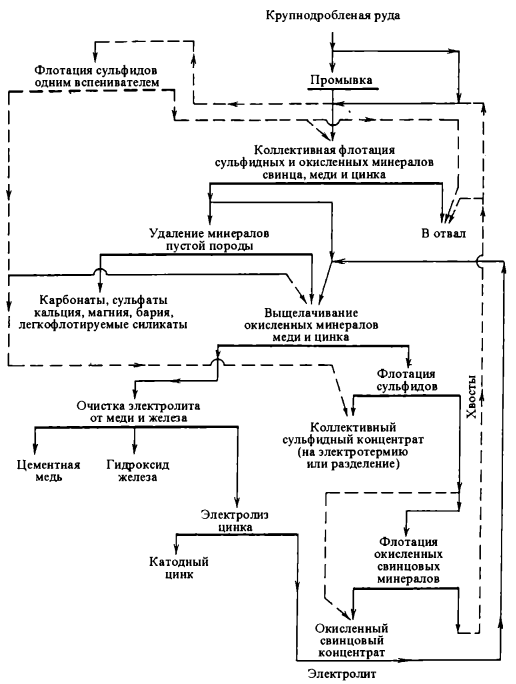 Крупнодробленая руда
Флотация сульфидов
одним вспенивателем
Промывка
Коллективная флотация
сульфидных и окисленных минералов
свинца, меди и цинка
Удаление минералов
пустой породы
В отвал
Карбонаты, сульфаты
кальция, магния, бария,
легкофлотируемые силикаты
Выщелачивание
окисленных минералов
меди и цинка
Флотация
сульфидов
Хвосты
Очистка электролита
от меди и железа
Коллективный
сульфидный концентрат
(на электротермию
или разделение)
Цементная
медь
Гидроксид
железа
Электролиз
цинка
Флотация
окисленных
свинцовых
минералов
Катодный
цинк
Окисленный
свинцовый
концентрат
Электролит